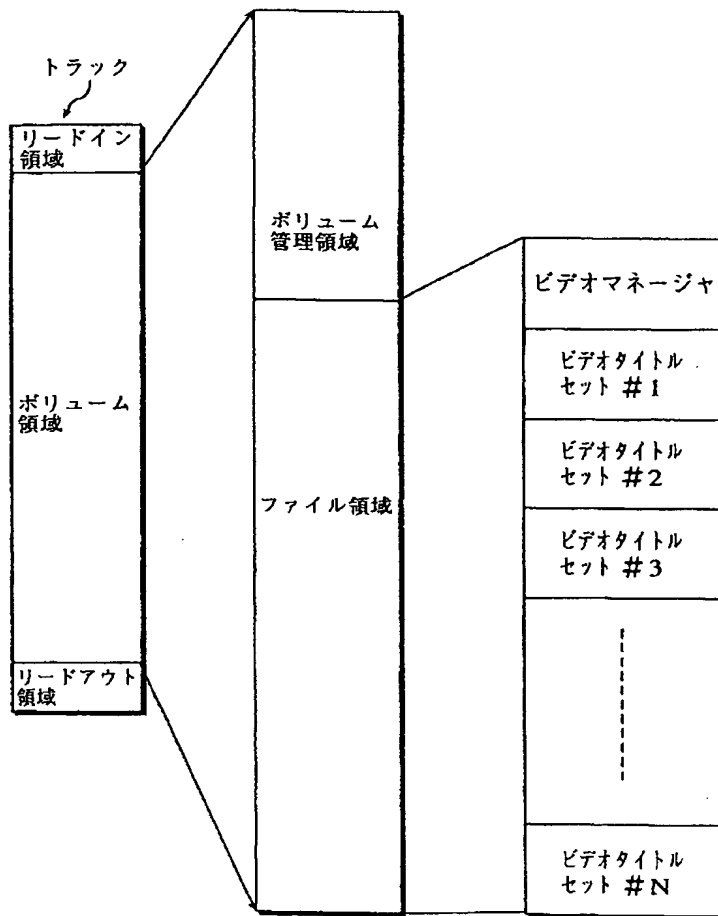 トラック
リードイン
領域
ボリューム
領域
リードアウト
領域
ボリューム
管理領域
ファイル領域
ビデオマネージャ
ビデオタイトル
セット #1
ビデオタイトル
セット #2
ビデオタイトル
セット #3
ビデオタイトル
セット #N